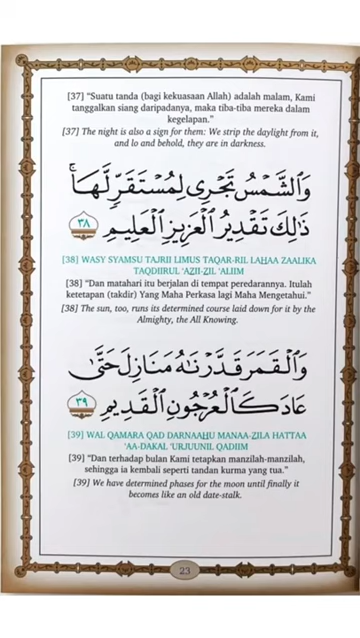 [37] “Suatu tanda (bagi kekuasaan Allah) adalah malam, Kami
tanggalkan siang daripadanya, maka tiba-tiba mereka dalam
kegelapan.”
[37] The night is also a sign for them: We strip the daylight from it,
and lo and behold, they are in darkness.
وَالشَّمْسُ تَجْرِي لِمُسْتَقَرٍّ لَّهَا ۚ
ذَٰلِكَ تَقْدِيرُ الْعَزِيزِ الْعَلِيمِ ٣٨
[38] WASY SYAMSU TAJRII LIMUS TAQAR-RIL LAHAA ZAALIKA
TAQDIIRUL 'AZII-ZIL 'ALIIM
[38] “Dan matahari itu berjalan di tempat peredarannya. Itulah
ketetapan (takdir) Yang Maha Perkasa lagi Maha Mengetahui.”
[38] The sun, too, runs its determined course laid down for it by the
Almighty, the All Knowing.
وَالْقَمَرَ قَدَّرْنَاهُ مَنَازِلَ حَتَّىٰ
عَادَ كَالْعُرْجُونِ الْقَدِيمِ ٣٩
[39] WAL QAMARA QAD DARNAAHU MANAA-ZILA HATTAA
'AA-DAKAL 'URJUUNIL QADIIM
[39] “Dan terhadap bulan Kami tetapkan manzilah-manzilah,
sehingga ia kembali seperti tandan kurma yang tua.”
[39] We have determined phases for the moon until finally it
becomes like an old date-stalk.
23